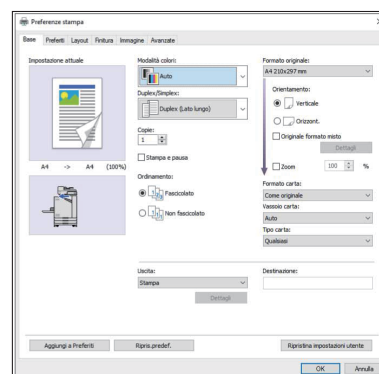 Preferenze stampa
Base Preferiti Layout Finitura Immagine Avanzate
Impostazione attuale
A4 -> A4 (100%)
Modalità colori:
Auto
Duplex/Simplex:
Duplex (Lato lungo)
Copie:
1
Stampa e pausa
Ordinamento:
Fascicolato
Non fascicolato
Uscita:
Stampa
Dettagli
Formato originale:
A4 210x297 mm
Orientamento:
Verticale
Orizzont.
Originale formato misto
Dettagli
Zoom 100 %
Formato carta:
Come originale
Vassoio carta:
Auto
Tipo carta:
Qualsiasi
Destinazione:
Aggiungi a Preferiti Ripris.predef. Ripristina impostazioni utente
OK Annulla